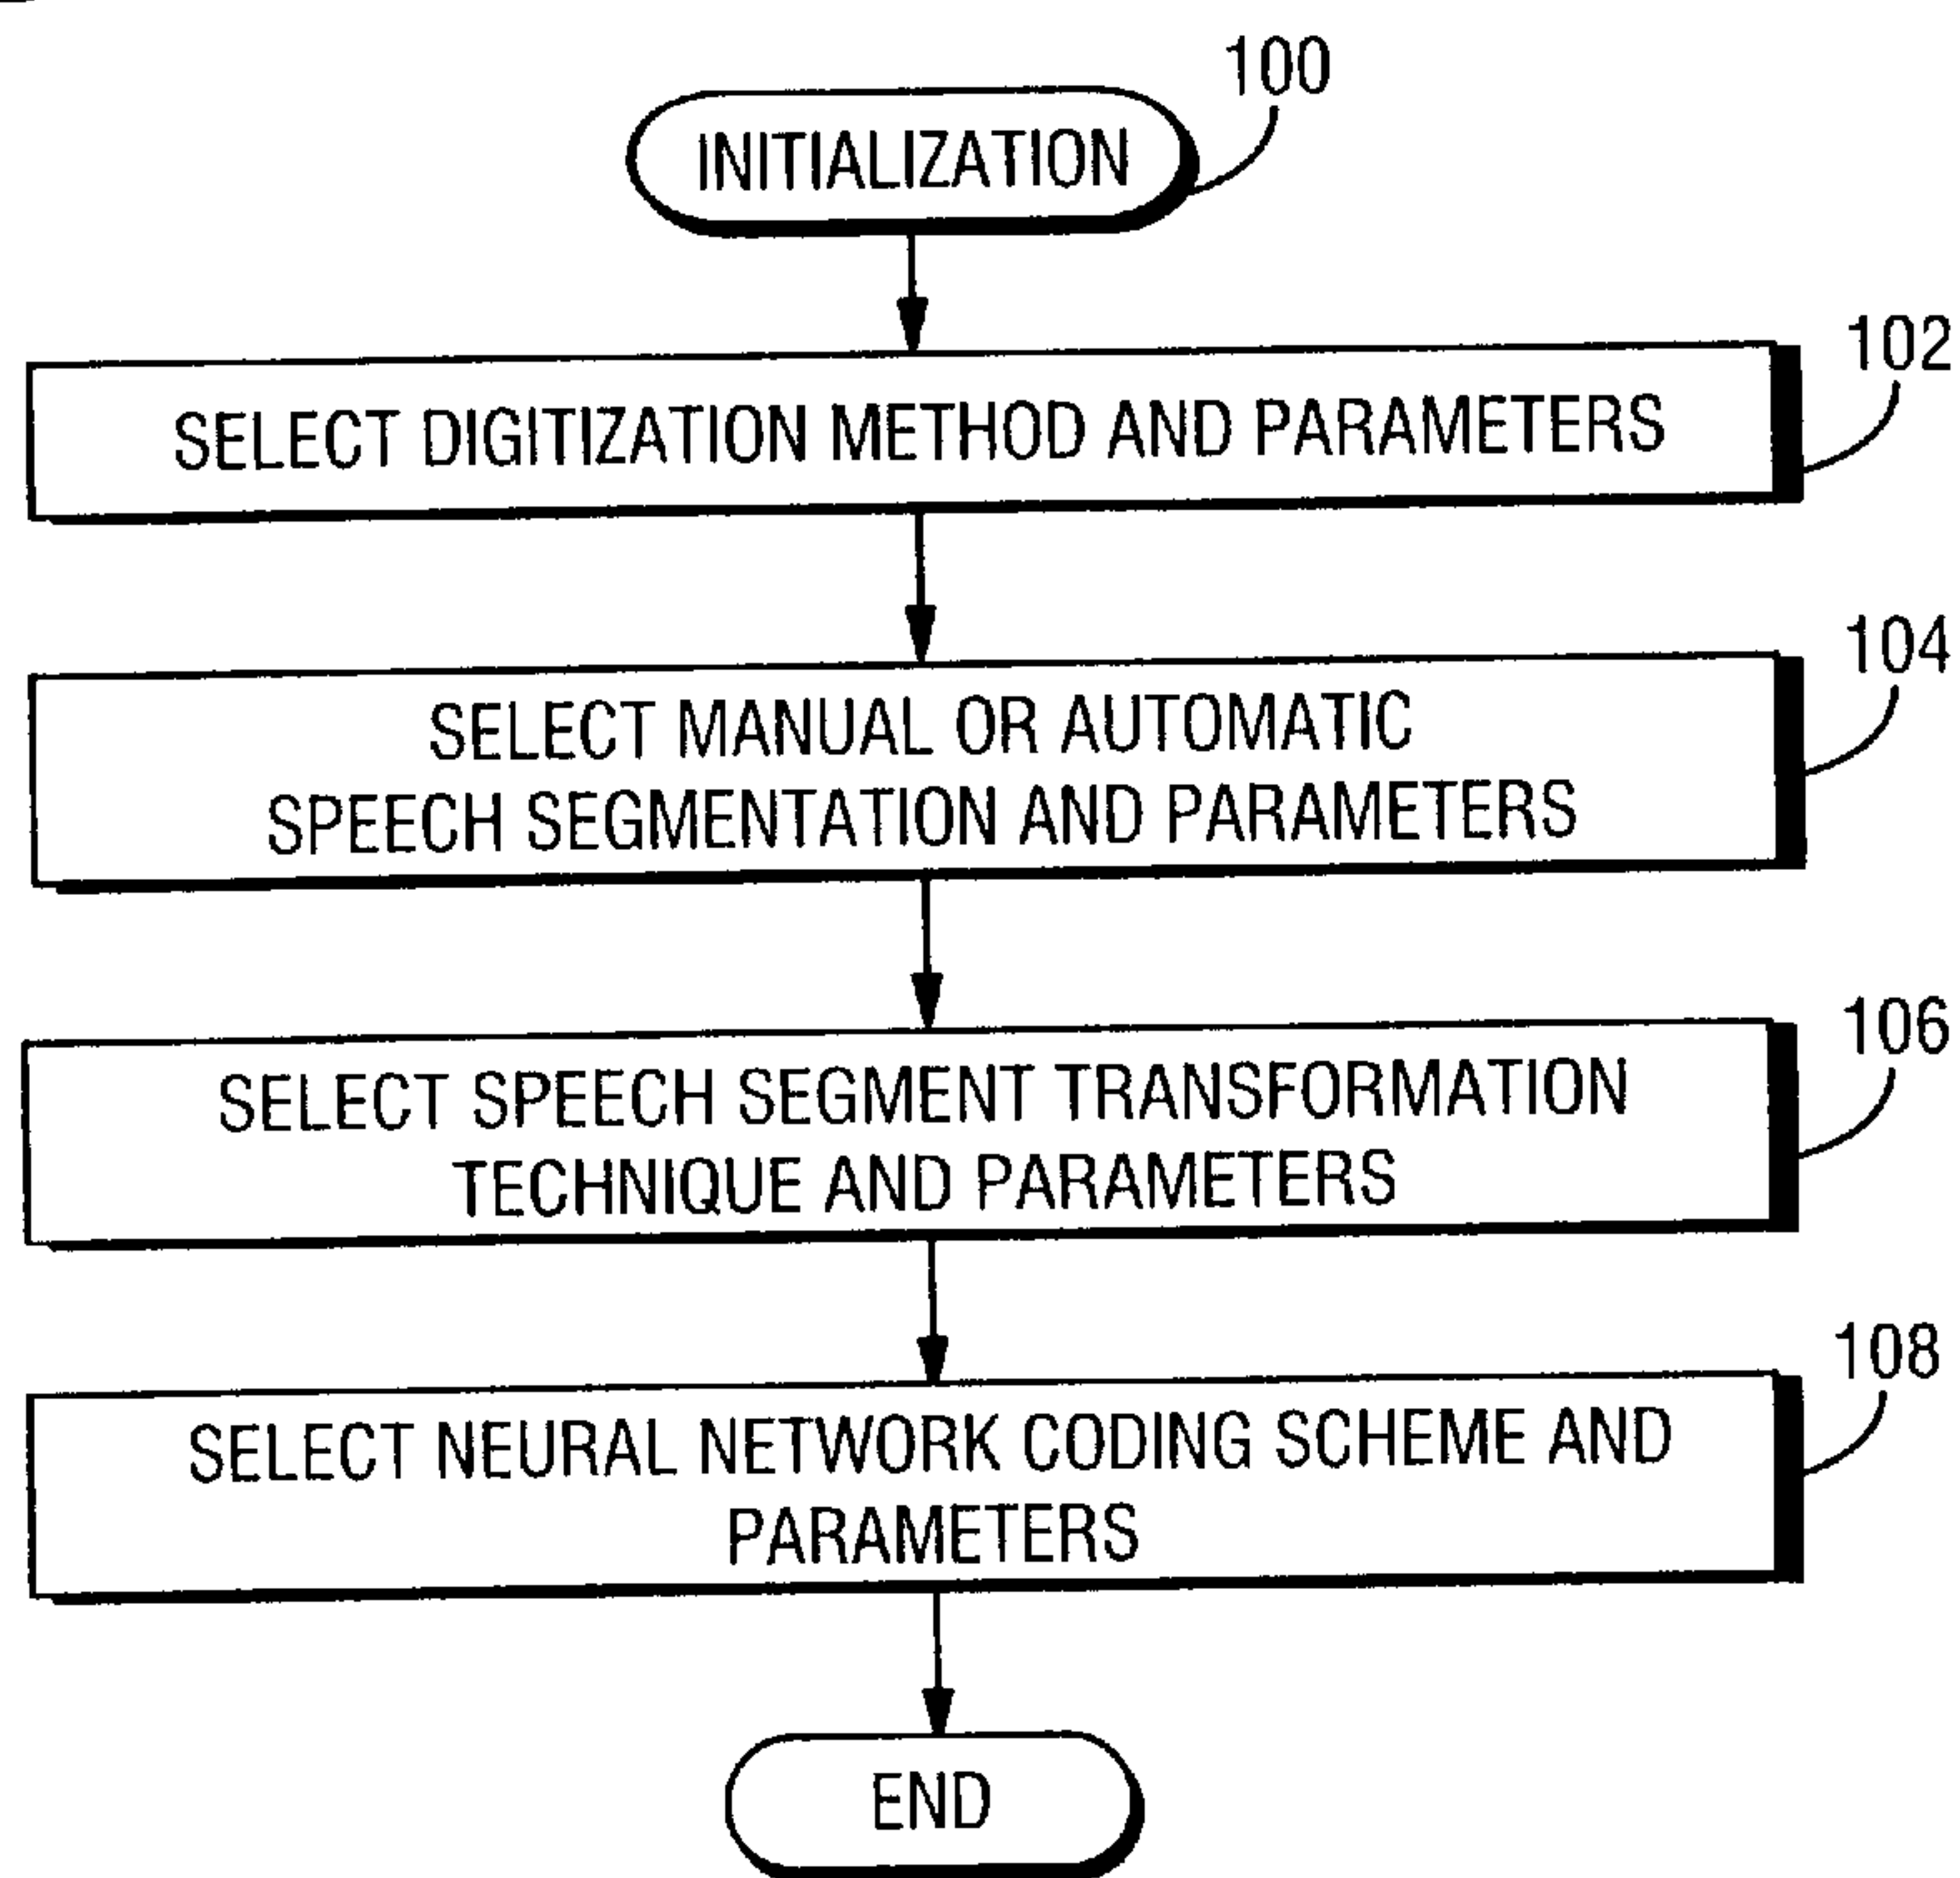 100
INITIALIZATION
102
SELECT DIGITIZATION METHOD AND PARAMETERS
104
SELECT MANUAL OR AUTOMATIC
SPEECH SEGMENTATION AND PARAMETERS
106
SELECT SPEECH SEGMENT TRANSFORMATION
TECHNIQUE AND PARAMETERS
108
SELECT NEURAL NETWORK CODING SCHEME AND
PARAMETERS
END